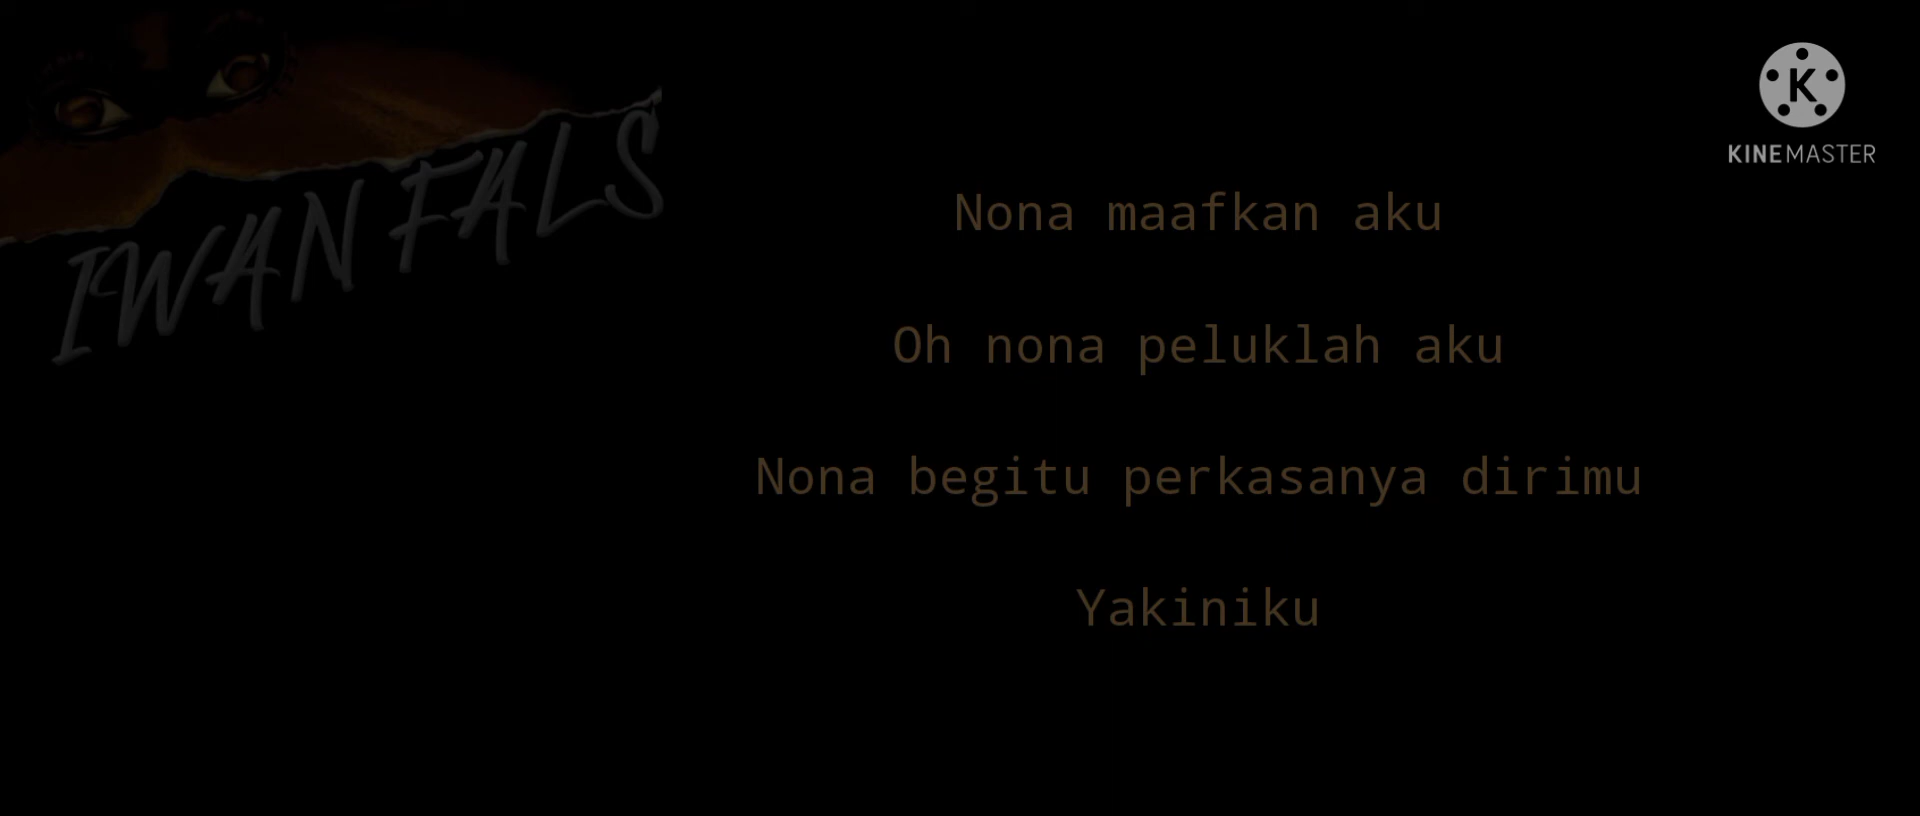 IWAN FALS
KINEMASTER
Nona maafkan aku
Oh nona peluklah aku
Nona begitu perkasanya dirimu
Yakiniku